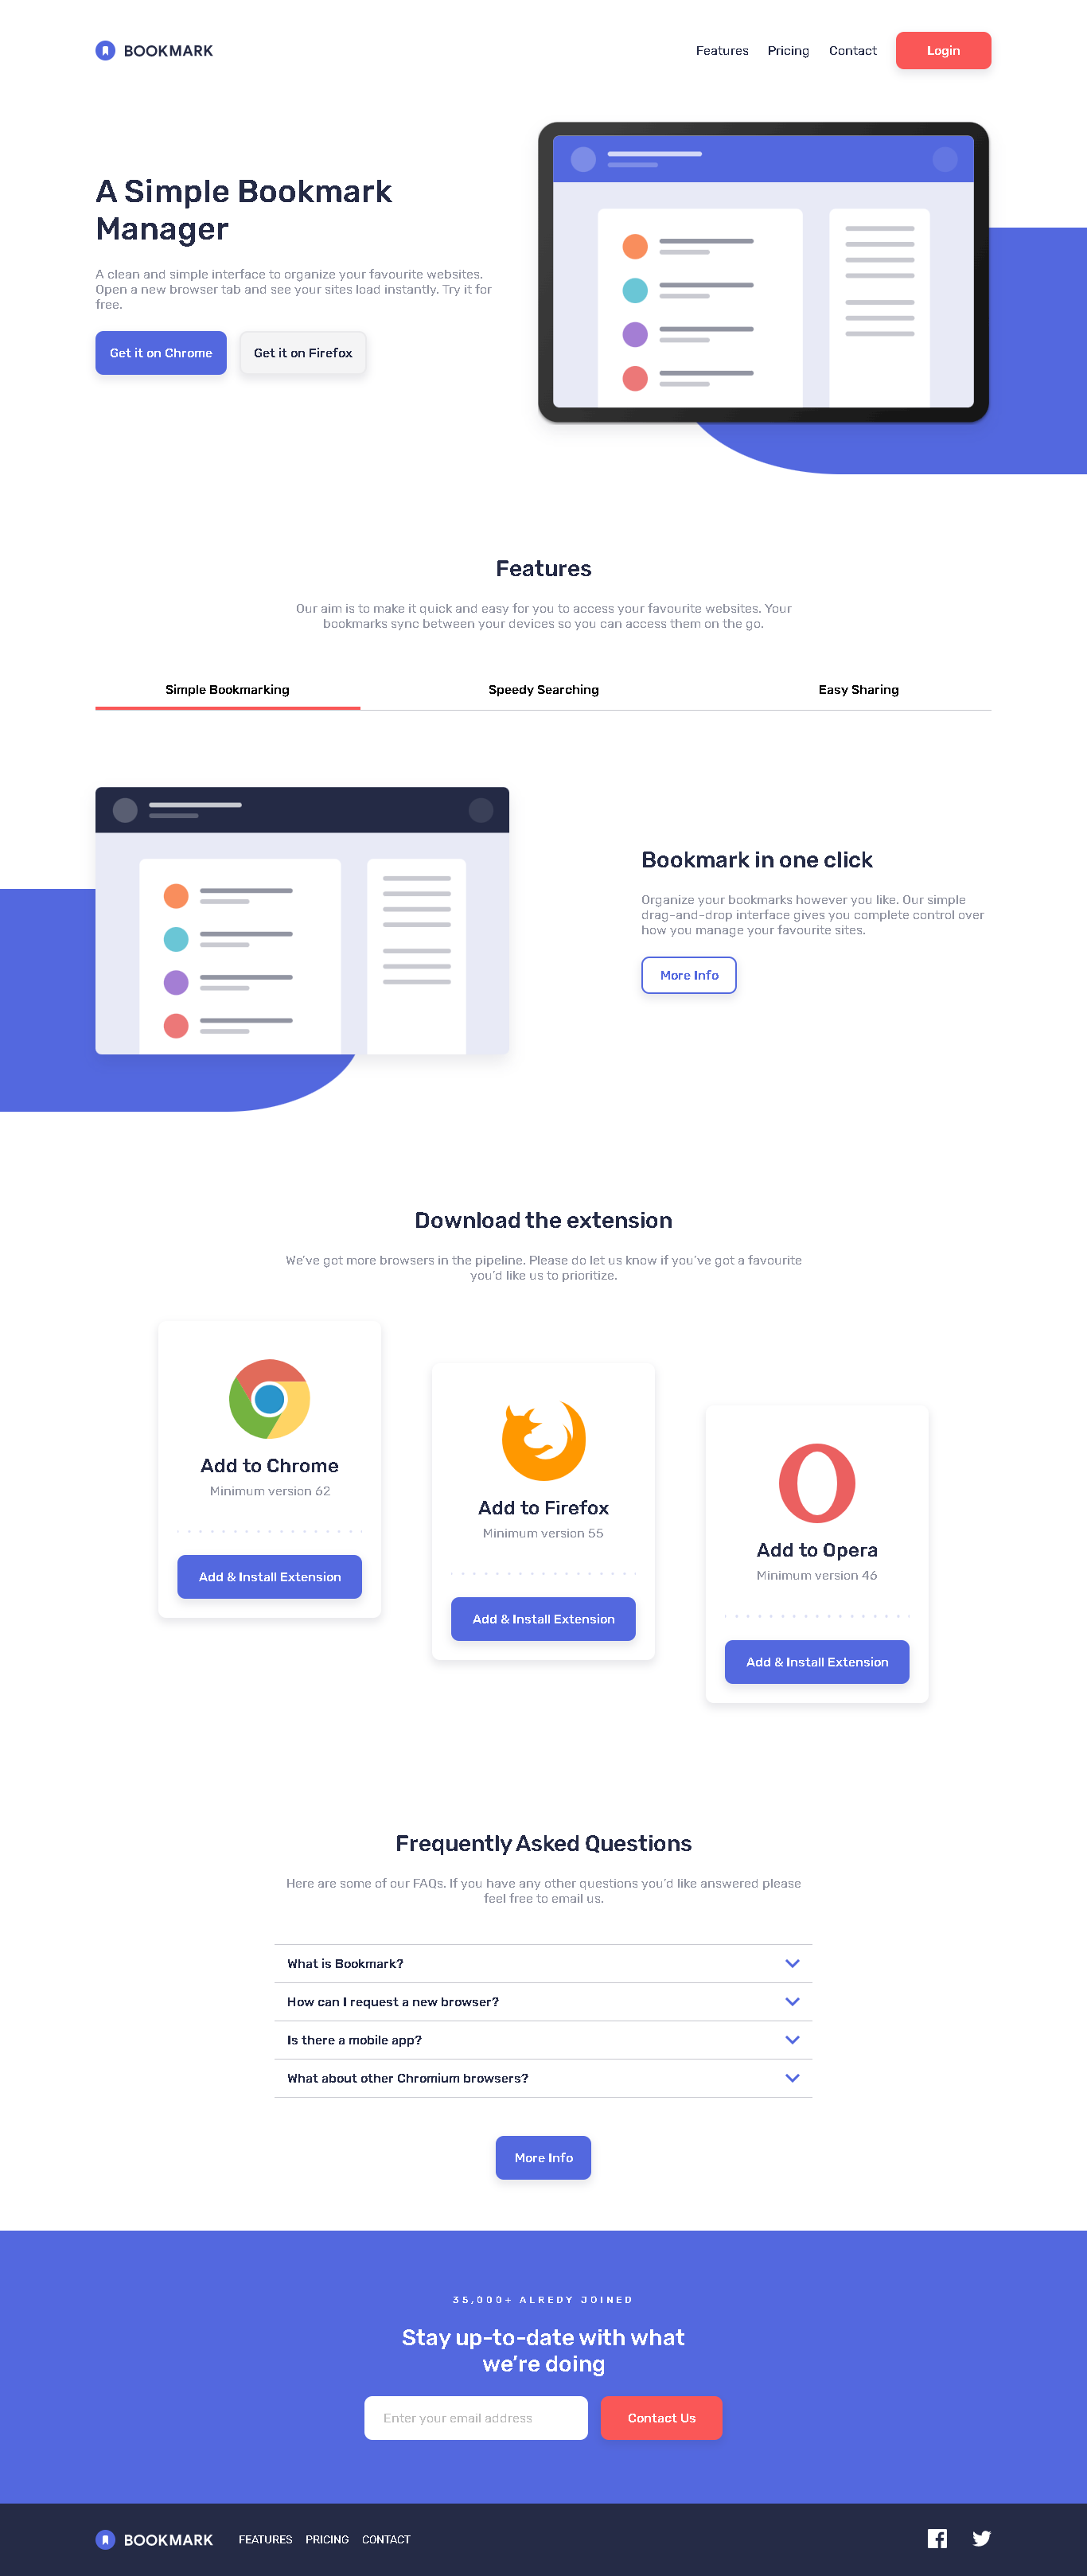 BOOKMARK
Features Pricing Contact Login
A Simple Bookmark
Manager
A clean and simple interface to organize your favourite websites.
Open a new browser tab and see your sites load instantly. Try it for
free.
Get it on Chrome Get it on Firefox
Features
Our aim is to make it quick and easy for you to access your favourite websites. Your
bookmarks sync between your devices so you can access them on the go.
Simple Bookmarking Speedy Searching Easy Sharing
Bookmark in one click
Organize your bookmarks however you like. Our simple
drag-and-drop interface gives you complete control over
how you manage your favourite sites.
More Info
Download the extension
We've got more browsers in the pipeline. Please do let us know if you've got a favourite
you'd like us to prioritize.
Add to Chrome
Minimum version 62
Add & Install Extension
Add to Firefox
Minimum version 55
Add & Install Extension
Add to Opera
Minimum version 46
Add & Install Extension
Frequently Asked Questions
Here are some of our FAQs. If you have any other questions you'd like answered please
feel free to email us.
What is Bookmark?
How can I request a new browser?
Is there a mobile app?
What about other Chromium browsers?
More Info
35,000+ ALREDY JOINED
Stay up-to-date with what
we're doing
Enter your email address Contact Us
BOOKMARK FEATURES PRICING CONTACT